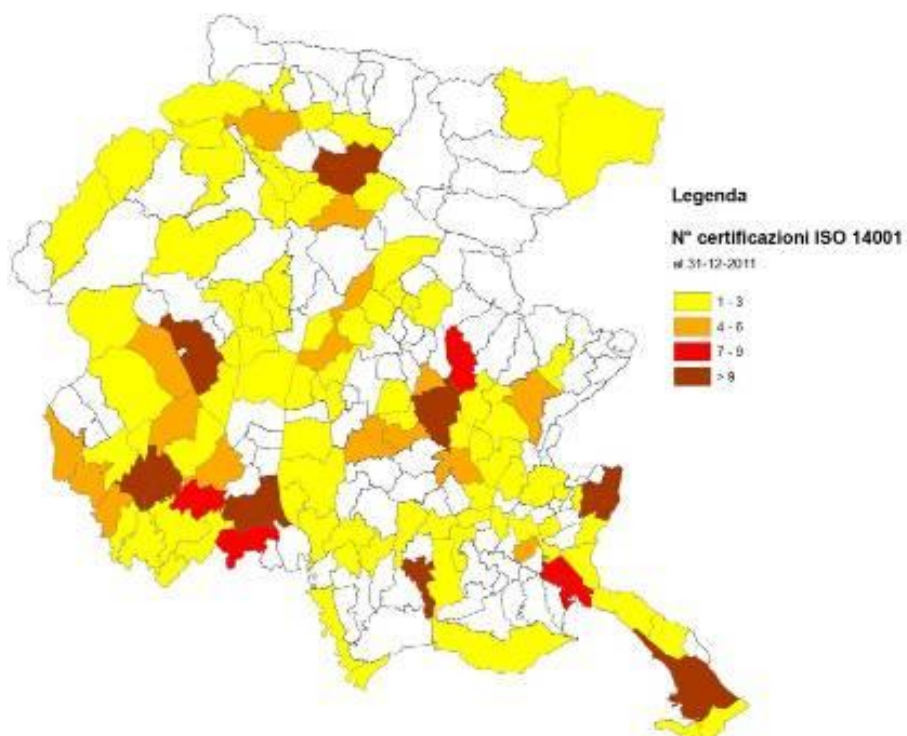 Legenda
N° certificazioni ISO 14001
al 31-12-2011
1 - 3
4 - 6
7 - 9
> 9